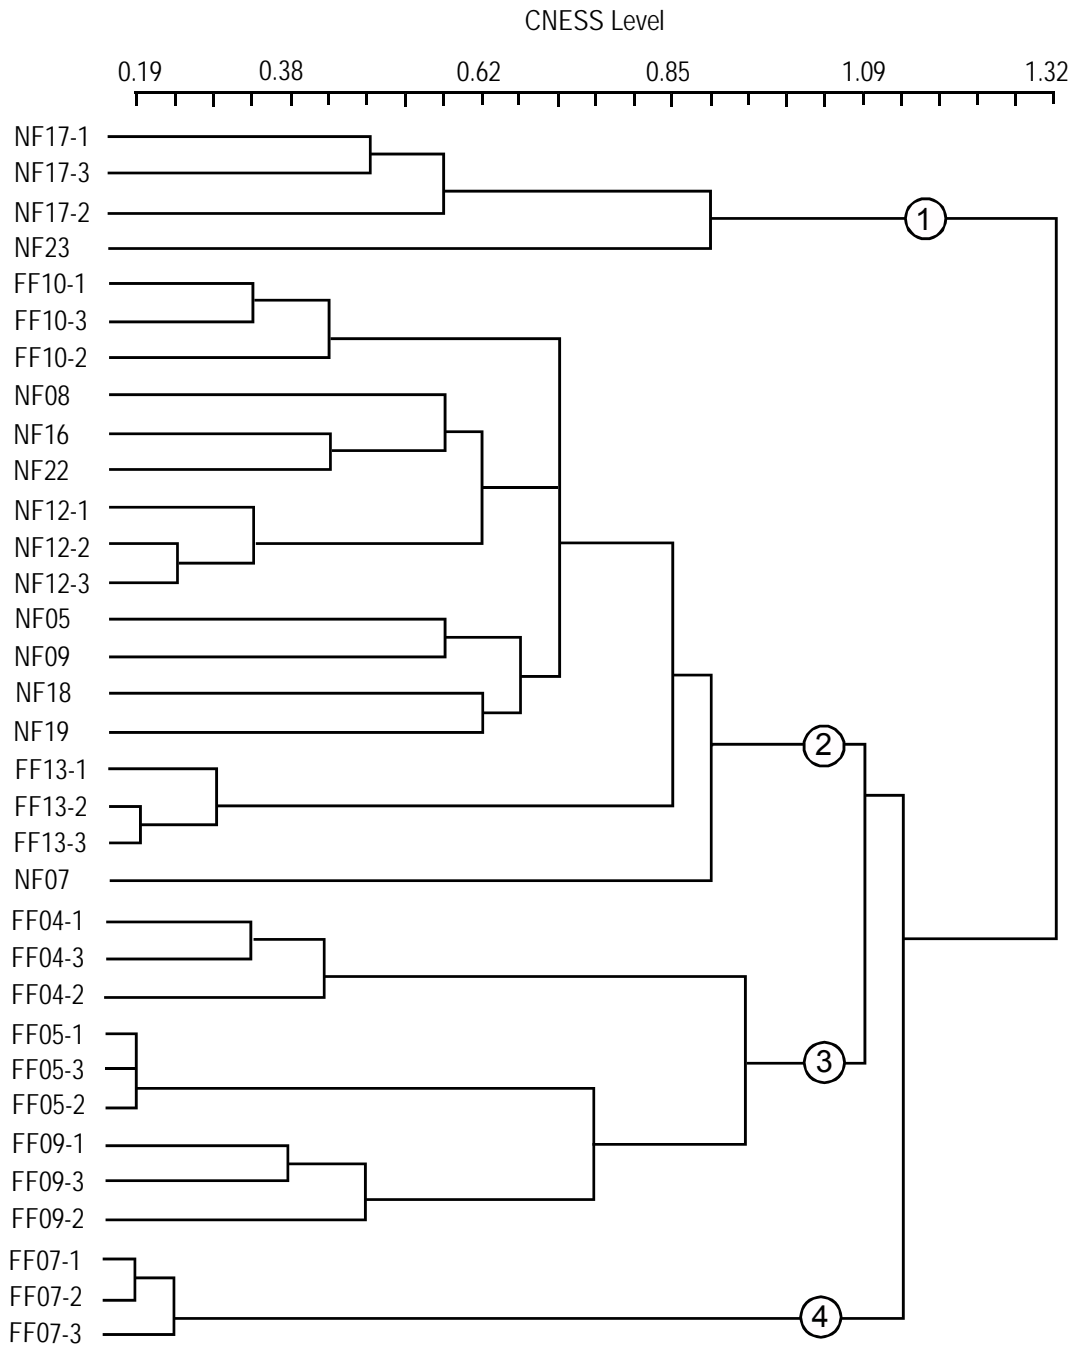 CNESS Level
0.19 0.38 0.62 0.85 1.09 1.32
NF17-1
NF17-3
NF17-2
1
NF23
FF10-1
FF10-3
FF10-2
NF08
NF16
NF22
NF12-1
NF12-2
NF12-3
NF05
NF09
NF18
NF19
2
FF13-1
FF13-2
FF13-3
NF07
FF04-1
FF04-3
FF04-2
FF05-1
3
FF05-3
FF05-2
FF09-1
FF09-3
FF09-2
FF07-1
FF07-2
4
FF07-3